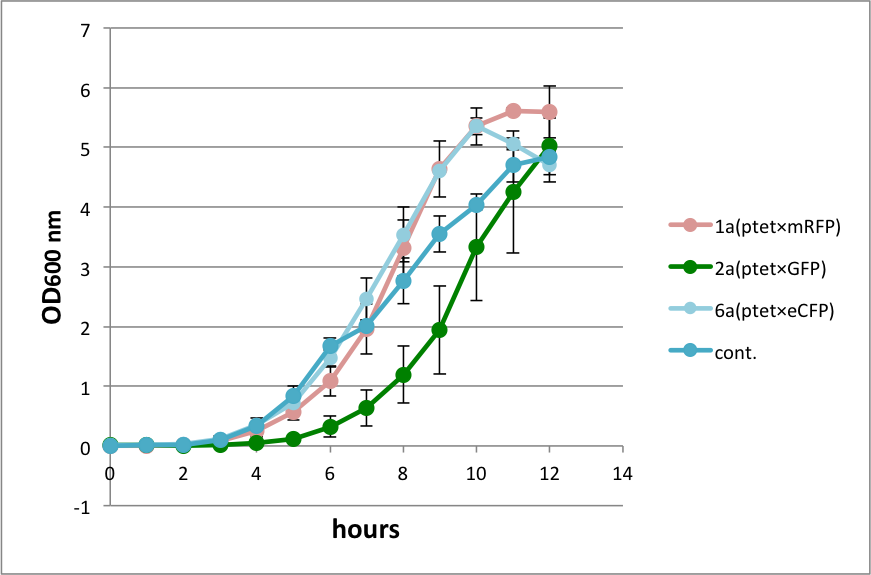 7
6
5
4
3
2
1
0
-1
0 2 4 6 8 10 12 14
OD600 nm
hours
1a(ptet×mRFP)
2a(ptet×GFP)
6a(ptet×eCFP)
cont.